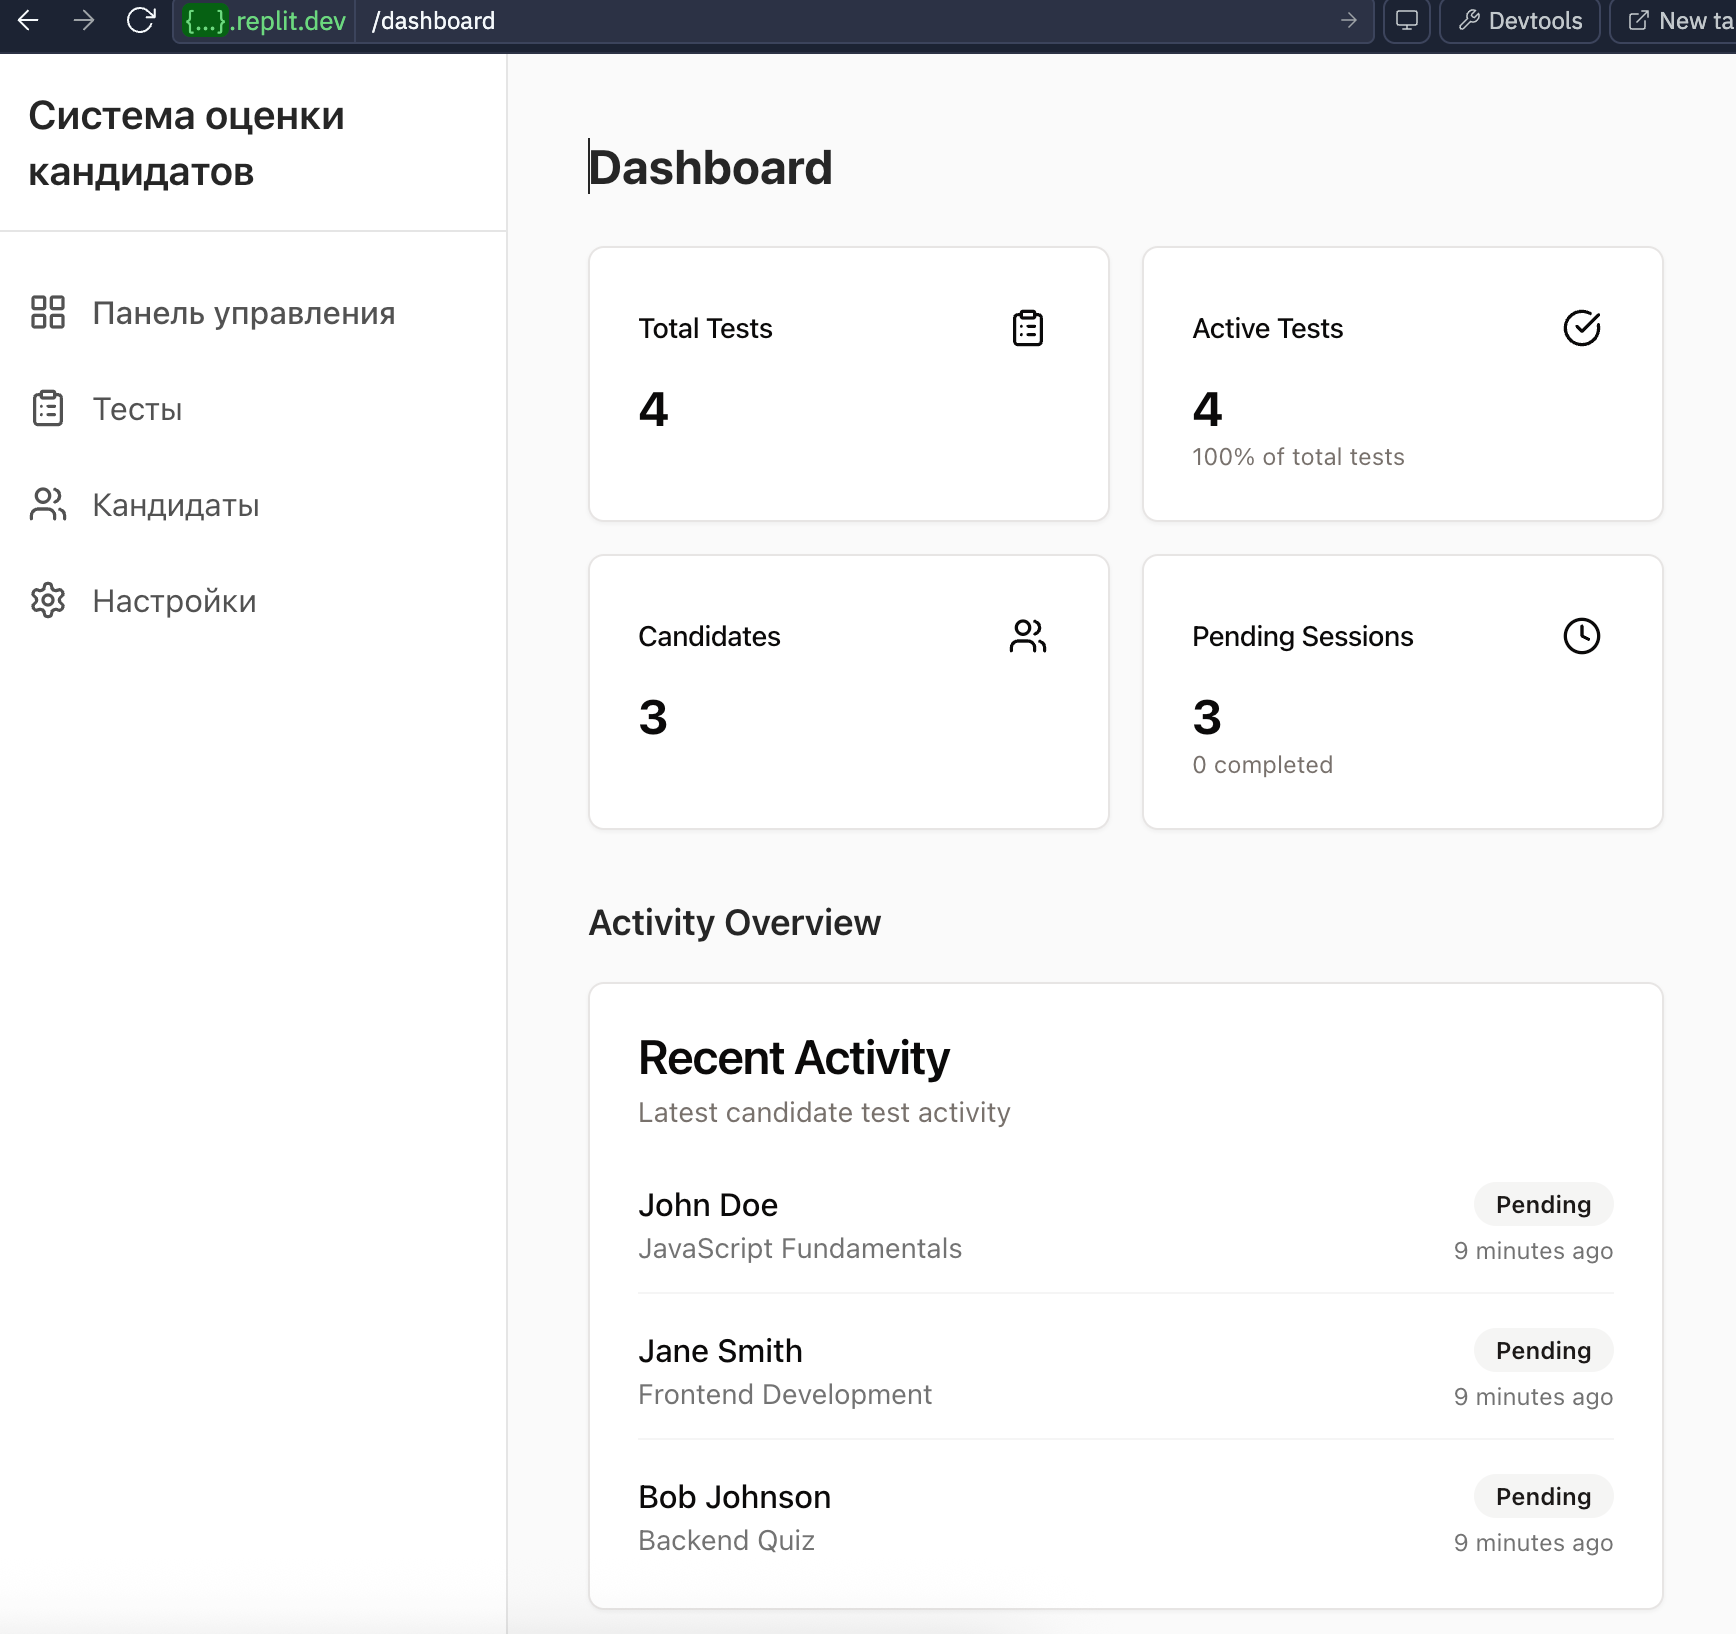 {...}.replit.dev /dashboard Devtools New ta
Система оценки
кандидатов
Панель управления
Тесты
Кандидаты
Настройки
Dashboard
Total Tests
4
Active Tests
4
100% of total tests
Candidates
3
Pending Sessions
3
0 completed
Activity Overview
Recent Activity
Latest candidate test activity
John Doe
Pending
JavaScript Fundamentals
9 minutes ago
Jane Smith
Pending
Frontend Development
9 minutes ago
Bob Johnson
Pending
Backend Quiz
9 minutes ago